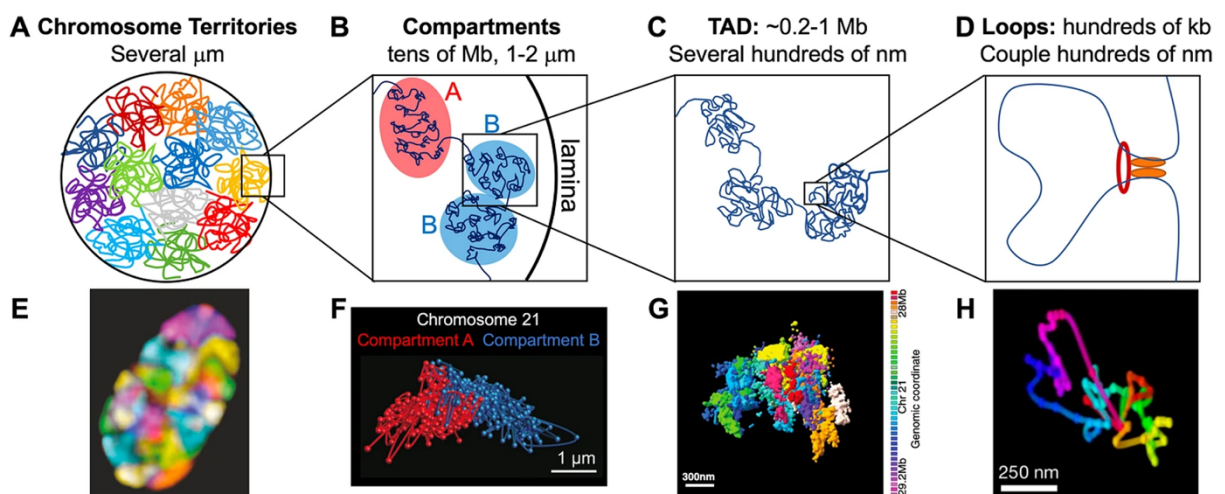 A Chromosome Territories
Several μm
B Compartments
tens of Mb, 1-2 μm
C TAD: ~0.2-1 Mb
Several hundreds of nm
D Loops: hundreds of kb
Couple hundreds of nm
A
B
B
lamina
E
F
Chromosome 21
Compartment A Compartment B
1 μm
G
300nm
28Mb
Chr 21
Genomic coordinate
29.2Mb
H
250 nm